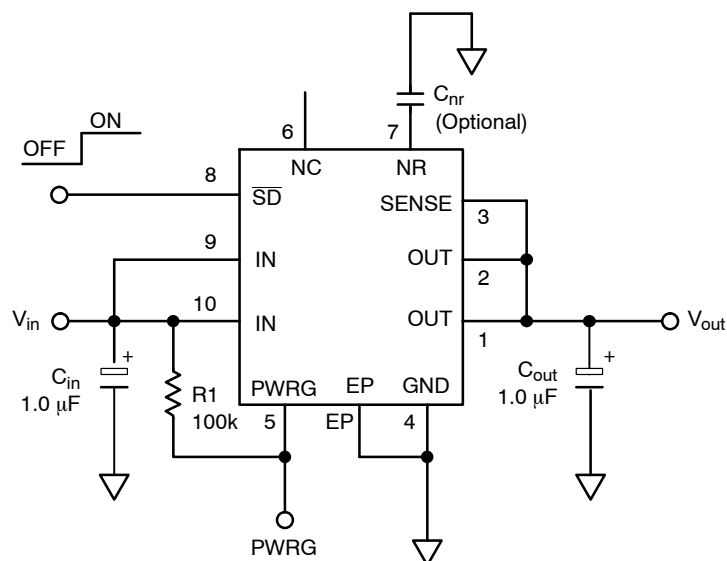 C_nr
(Optional)
ON
OFF
6
7
NC
NR
8
SD
SENSE
3
9
IN
OUT
2
V_in
10
IN
OUT
1
V_out
C_in
1.0 μF
+
R1
100k
PWRG
5
EP
EP
GND
4
C_out
1.0 μF
+
PWRG